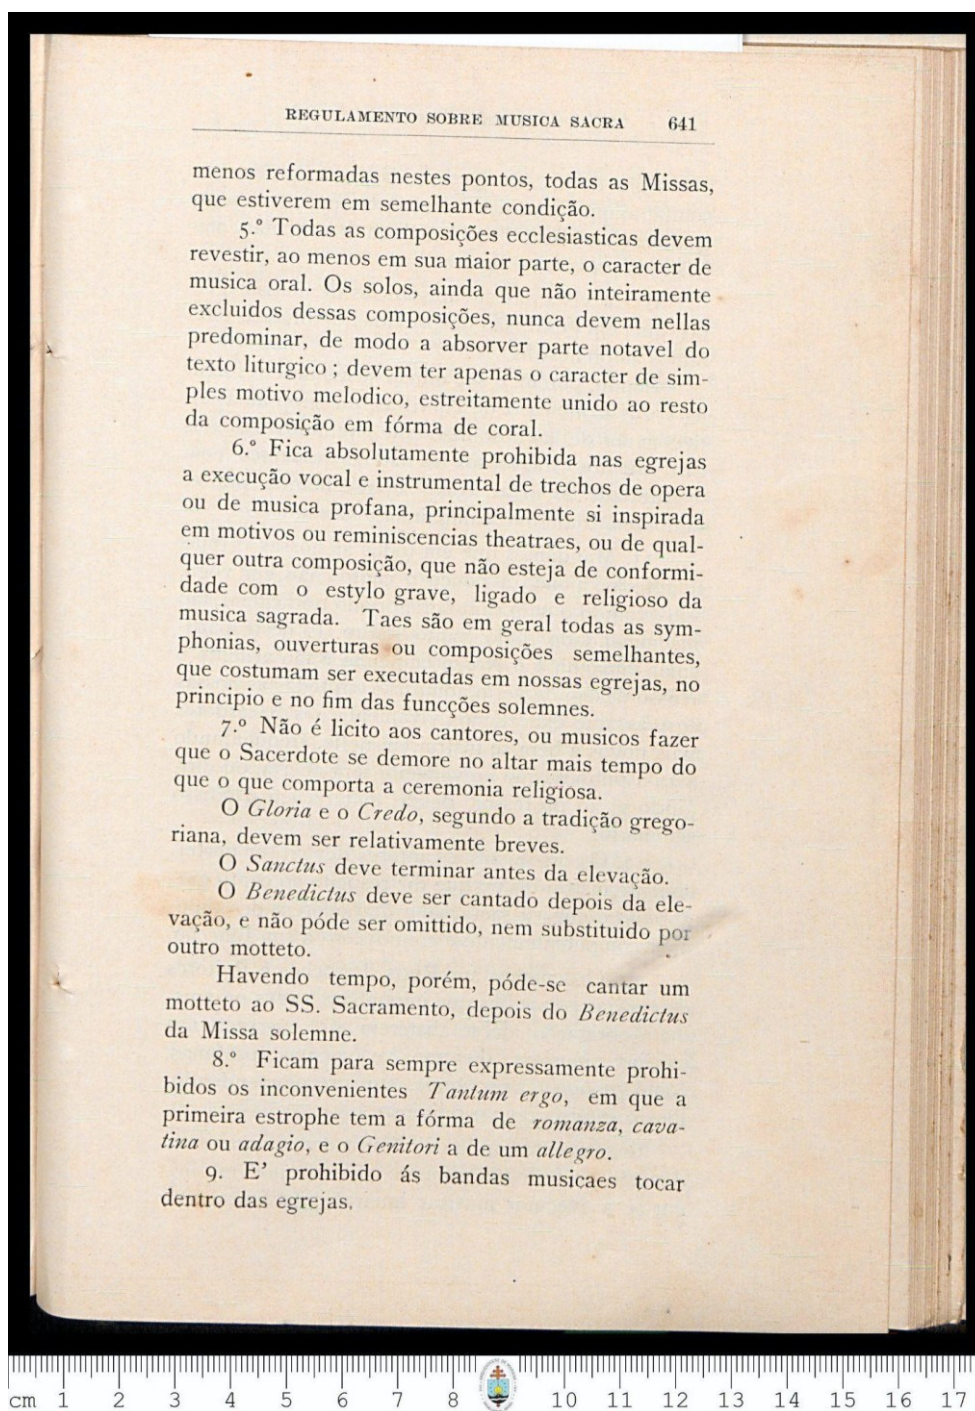 REGULAMENTO SOBRE MUSICA SACRA 641
menos reformadas nestes pontos, todas as Missas,
que estiverem em semelhante condição.
5.º Todas as composições ecclesiasticas devem
revestir, ao menos em sua maior parte, o caracter de
musica oral. Os solos, ainda que não inteiramente
excluidos dessas composições, nunca devem nellas
predominar, de modo a absorver parte notavel do
texto liturgico ; devem ter apenas o caracter de sim-
ples motivo melodico, estreitamente unido ao resto
da composição em fórma de coral.
6.º Fica absolutamente prohibida nas egrejas
a execução vocal e instrumental de trechos de opera
ou de musica profana, principalmente si inspirada
em motivos ou reminiscencias theatraes, ou de qual-
quer outra composição, que não esteja de conformi-
dade com o estylo grave, ligado e religioso da
musica sagrada. Taes são em geral todas as sym-
phonias, ouverturas ou composições semelhantes,
que costumam ser executadas em nossas egrejas, no
principio e no fim das funcções solemnes.
7.º Não é licito aos cantores, ou musicos fazer
que o Sacerdote se demore no altar mais tempo do
que o que comporta a ceremonia religiosa.
O Gloria e o Credo, segundo a tradição grego-
riana, devem ser relativamente breves.
O Sanctus deve terminar antes da elevação.
O Benedictus deve ser cantado depois da ele-
vação, e não póde ser omittido, nem substituido por
outro motteto.
Havendo tempo, porém, póde-se cantar um
motteto ao SS. Sacramento, depois do Benedictus
da Missa solemne.
8.º Ficam para sempre expressamente prohi-
bidos os inconvenientes Tantum ergo, em que a
primeira estrophe tem a fórma de romanza, cava-
tina ou adagio, e o Genitori a de um allegro.
9. E' prohibido ás bandas musicaes tocar
dentro das egrejas.
cm 1 2 3 4 5 6 7 8 10 11 12 13 14 15 16 17